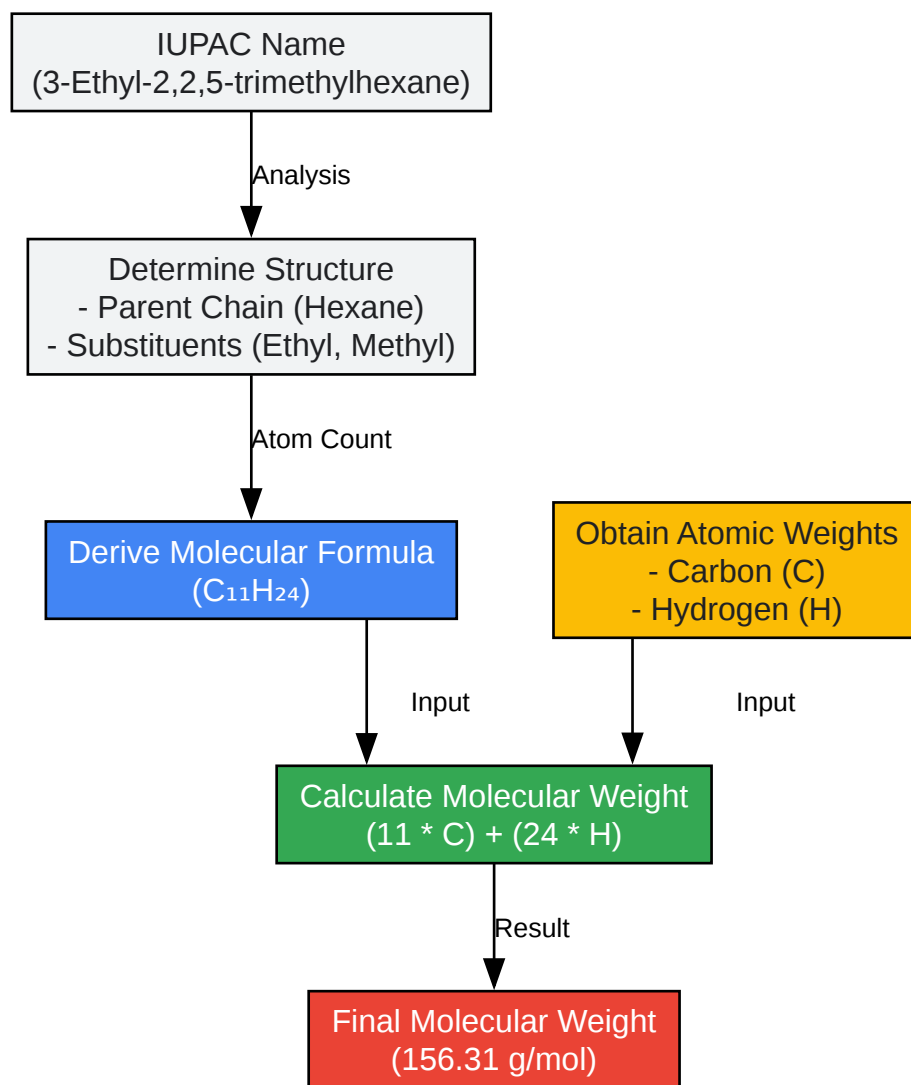 IUPAC Name
(3-Ethyl-2,2,5-trimethylhexane)
Analysis
Determine Structure
- Parent Chain (Hexane)
- Substituents (Ethyl, Methyl)
Atom Count
Derive Molecular Formula
(C₁₁H₂₄)
Obtain Atomic Weights
- Carbon (C)
- Hydrogen (H)
Input
Input
Calculate Molecular Weight
(11 * C) + (24 * H)
Result
Final Molecular Weight
(156.31 g/mol)